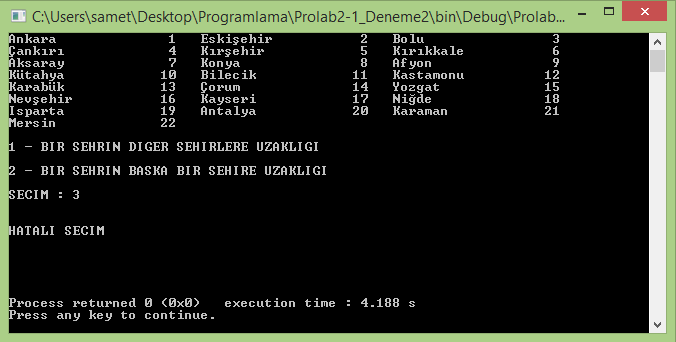 C:\Users\samet\Desktop\Programlama\Prolab2-1_Deneme2\bin\Debug\Prolab...
Ankara 1 Eskişehir 2 Bolu 3
Çankırı 4 Kırşehir 5 Kırıkkale 6
Aksaray 7 Konya 8 Afyon 9
Kütahya 10 Bilecik 11 Kastamonu 12
Karabük 13 Çorum 14 Yozgat 15
Nevşehir 16 Kayseri 17 Niğde 18
Isparta 19 Antalya 20 Karaman 21
Mersin 22
1 - BIR SEHRIN DIGER SEHIRLERE UZAKLIGI
2 - BIR SEHRIN BASKA BIR SEHIRE UZAKLIGI
SECIM : 3
HATALI SECIM
Process returned 0 (0x0) execution time : 4.188 s
Press any key to continue.